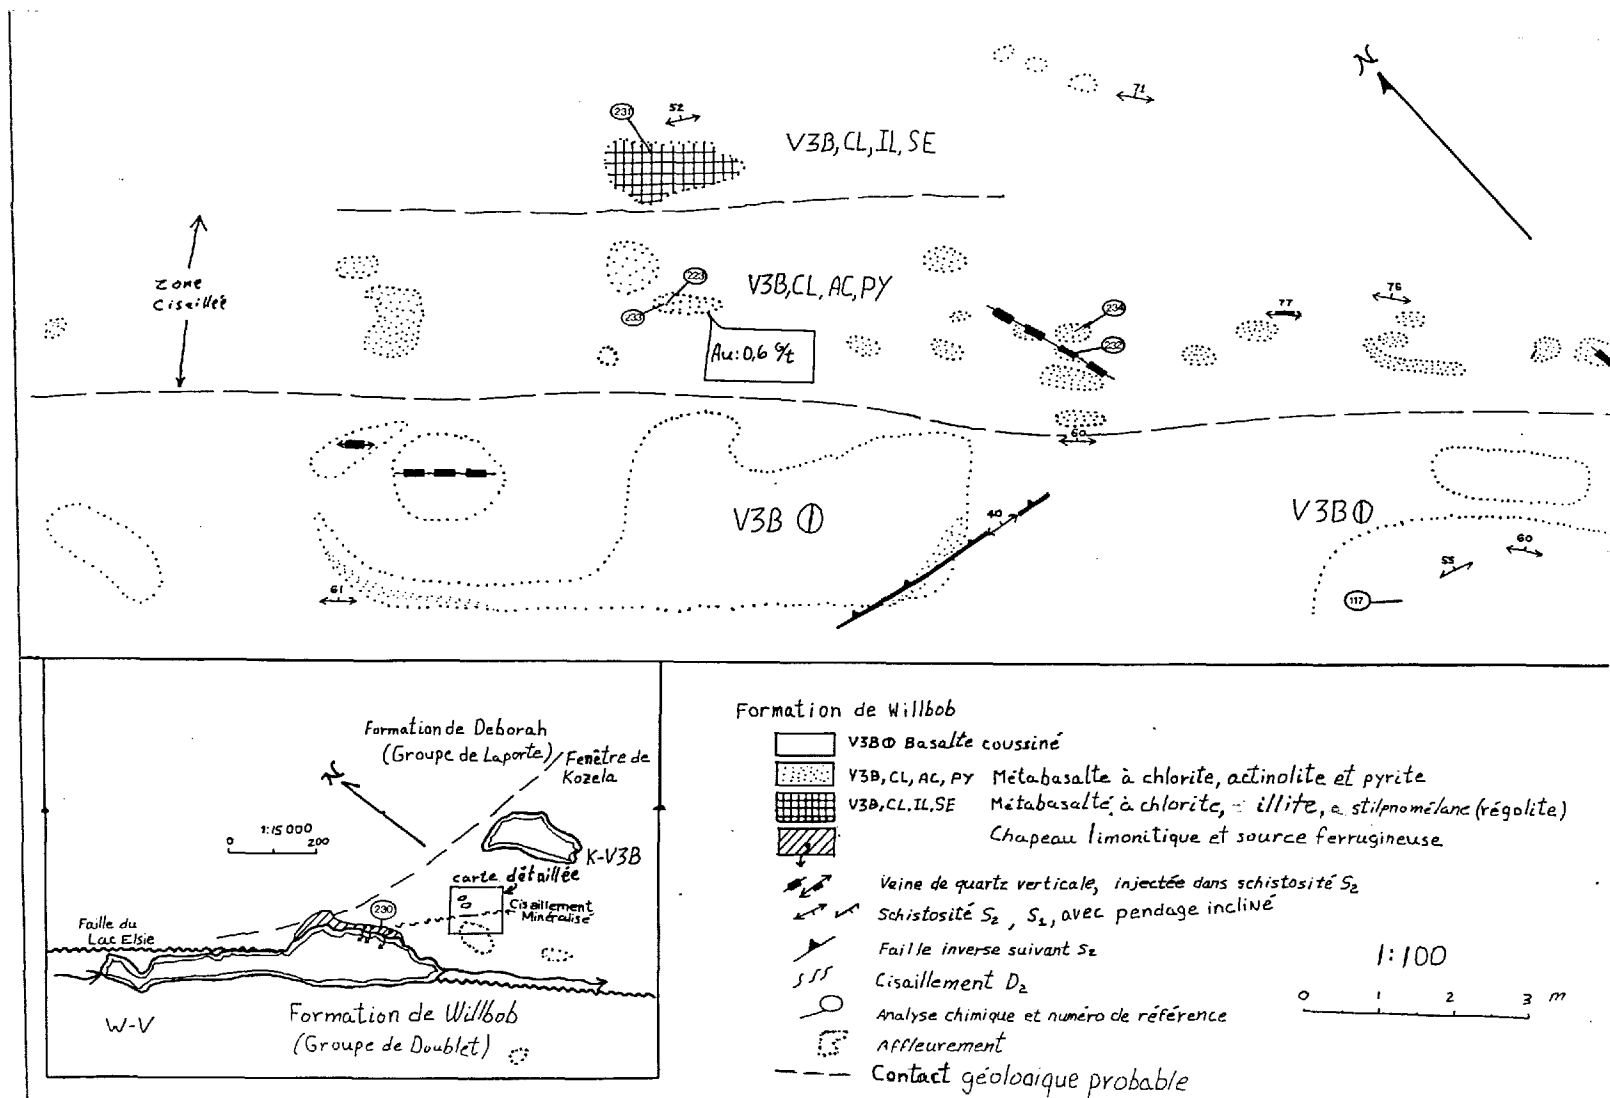 N
71
52
231
V3B, CL, IL, SE
Zone
Cisaillée
223
V3B, CL, AC, PY
233
Au: 0,6 G/t
234
232
77
76
60
V3B
40
V3B
60
55
61
117
Formation de Deborah
(Groupe de Laporte)
Fenêtre de
Kozela
N
1:15 000
0 200
K-V3B
carte détaillée
Cisaillement
Minéralisé
230
Faille du
Lac Elsie
W-V
Formation de Willbob
(Groupe de Doublet)
Formation de Willbob
V3B Basalte coussiné
V3B, CL, AC, PY Métabasalte à chlorite, actinolite et pyrite
V3B, CL, IL, SE Métabasalte à chlorite, illite, stilpnomélane (régolite)
Chapeau limonitique et source ferrugineuse
Veine de quartz verticale, injectée dans schistosité S2
Schistosité S2, S1, avec pendage incliné
Faille inverse suivant S2
Cisaillement D2
Analyse chimique et numéro de référence
Affleurement
Contact géologique probable
1:100
0 1 2 3 m